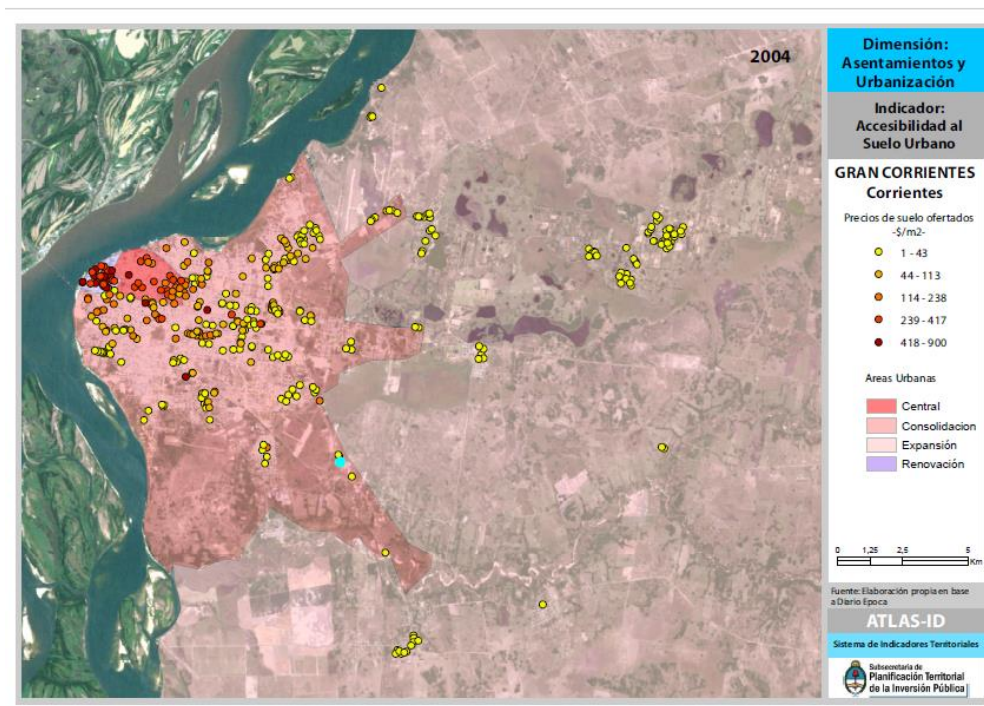 2004
Dimensión:
Asentamientos y
Urbanización
Indicador:
Accesibilidad al
Suelo Urbano
GRAN CORRIENTES
Corrientes
Precios de suelo ofertados
-$/m2-
1 - 43
44 - 113
114 - 238
239 - 417
418 - 900
Areas Urbanas
Central
Consolidacion
Expansión
Renovación
0 1,25 2,5 5
Km
Fuente: Elaboración propia en base
a Diario Epoca
ATLAS-ID
Sistema de Indicadores Territoriales
Subsecretaría de
Planificación Territorial
de la Inversión Pública